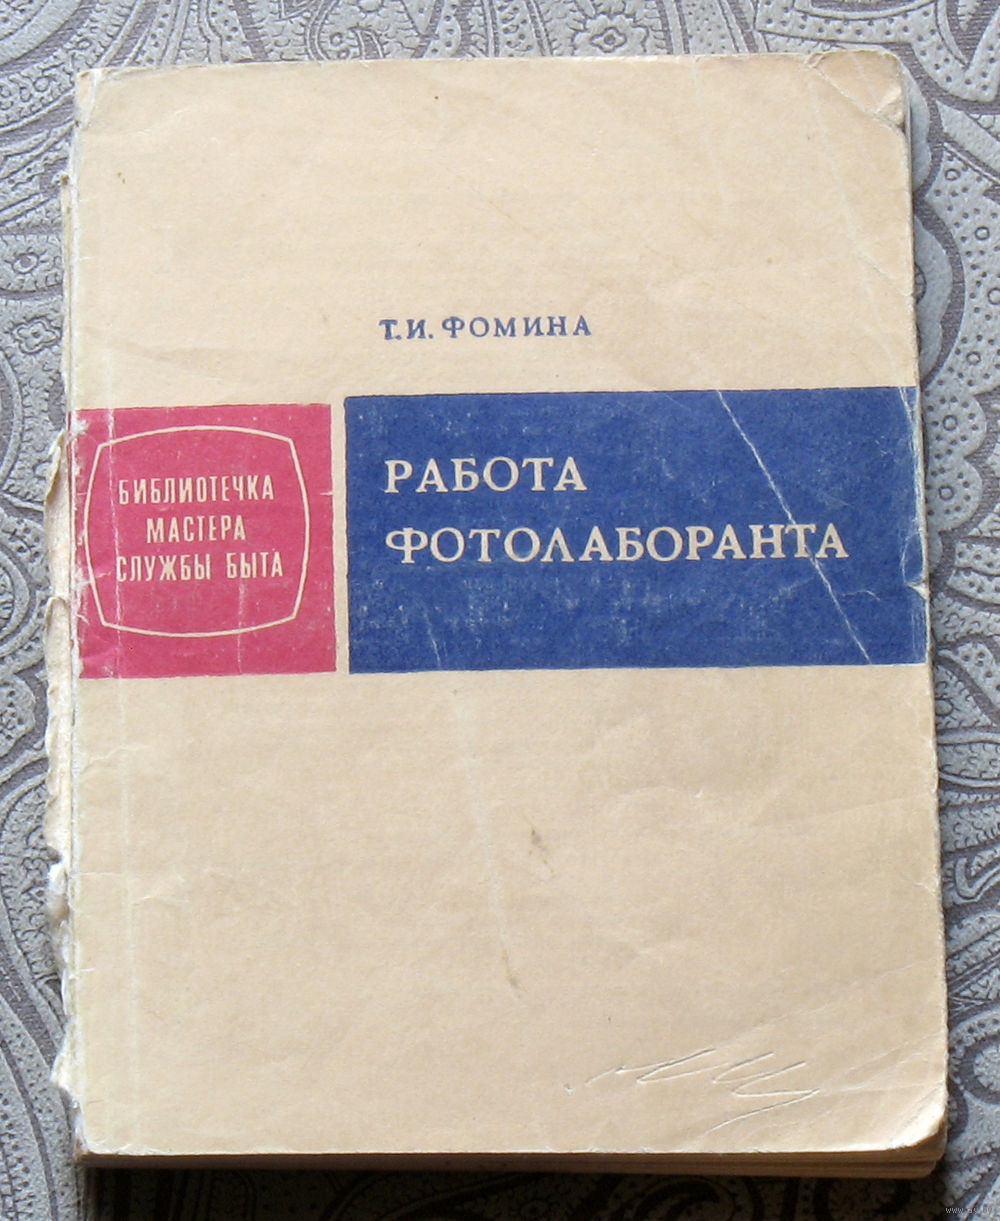 Т.И. ФОМИНА
БИБЛИОТЕЧКА
МАСТЕРА
СЛУЖБЫ БЫТА
РАБОТА
ФОТОЛАБОРАНТА